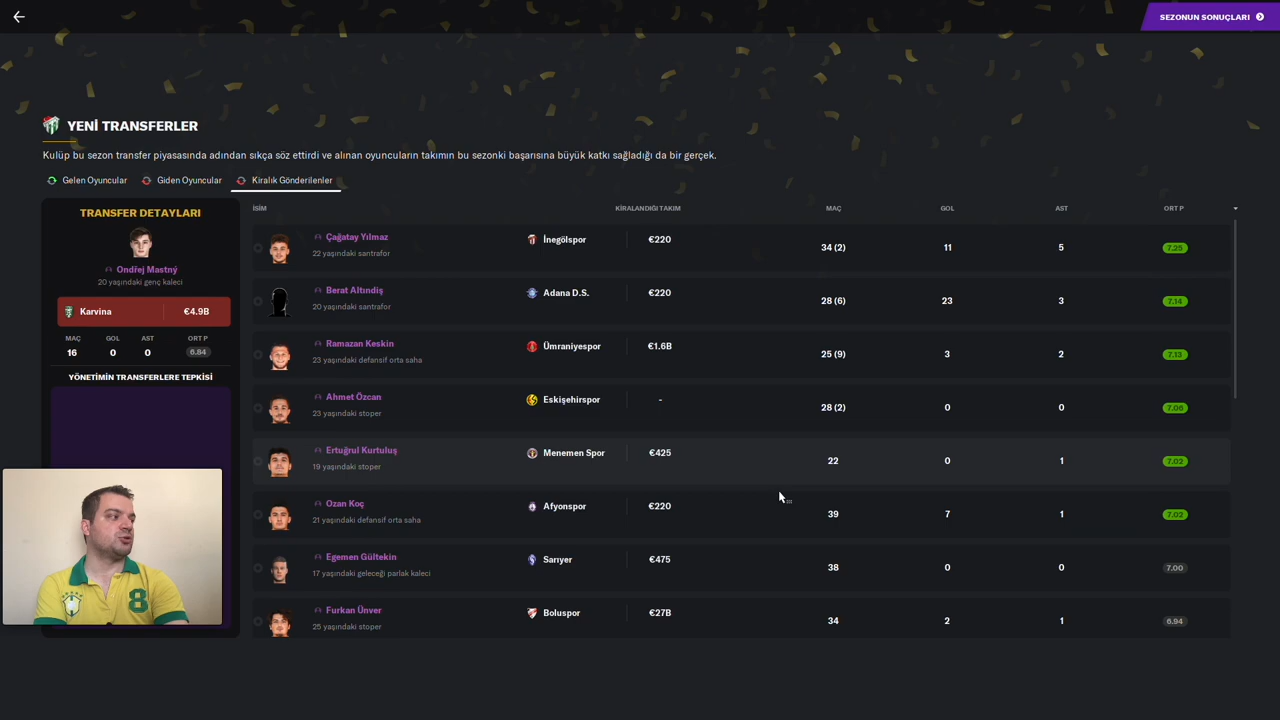 SEZONUN SONUÇLARI
YENİ TRANSFERLER
Kulüp bu sezon transfer piyasasında adından sıkça söz ettirdi ve alınan oyuncuların takımın bu sezonki başarısına büyük katkı sağladığı da bir gerçek.
Gelen Oyuncular Giden Oyuncular Kiralık Gönderilenler
TRANSFER DETAYLARI
Ondřej Mastný
20 yaşındaki genç kaleci
Karvina €4.9B
MAÇ GOL AST ORT P
16 0 0 6.84
YÖNETİMİN TRANSFERLERE TEPKİSİ
8
İSİM KİRALANDIĞI TAKIM MAÇ GOL AST ORT P
Çağatay Yılmaz İnegölspor €220 34 (2) 11 5 7.25
22 yaşındaki santrafor
Berat Altındiş Adana D.S. €220 28 (6) 23 3 7.14
20 yaşındaki santrafor
Ramazan Keskin Ümraniyespor €1.6B 25 (9) 3 2 7.13
23 yaşındaki defansif orta saha
Ahmet Özcan Eskişehirspor - 28 (2) 0 0 7.06
23 yaşındaki stoper
Ertuğrul Kurtuluş Menemen Spor €425 22 0 1 7.02
19 yaşındaki stoper
Ozan Koç Afyonspor €220 39 7 1 7.02
21 yaşındaki defansif orta saha
Egemen Gültekin Sarıyer €475 38 0 0 7.00
17 yaşındaki geleceği parlak kaleci
Furkan Ünver Boluspor €27B 34 2 1 6.94
25 yaşındaki stoper